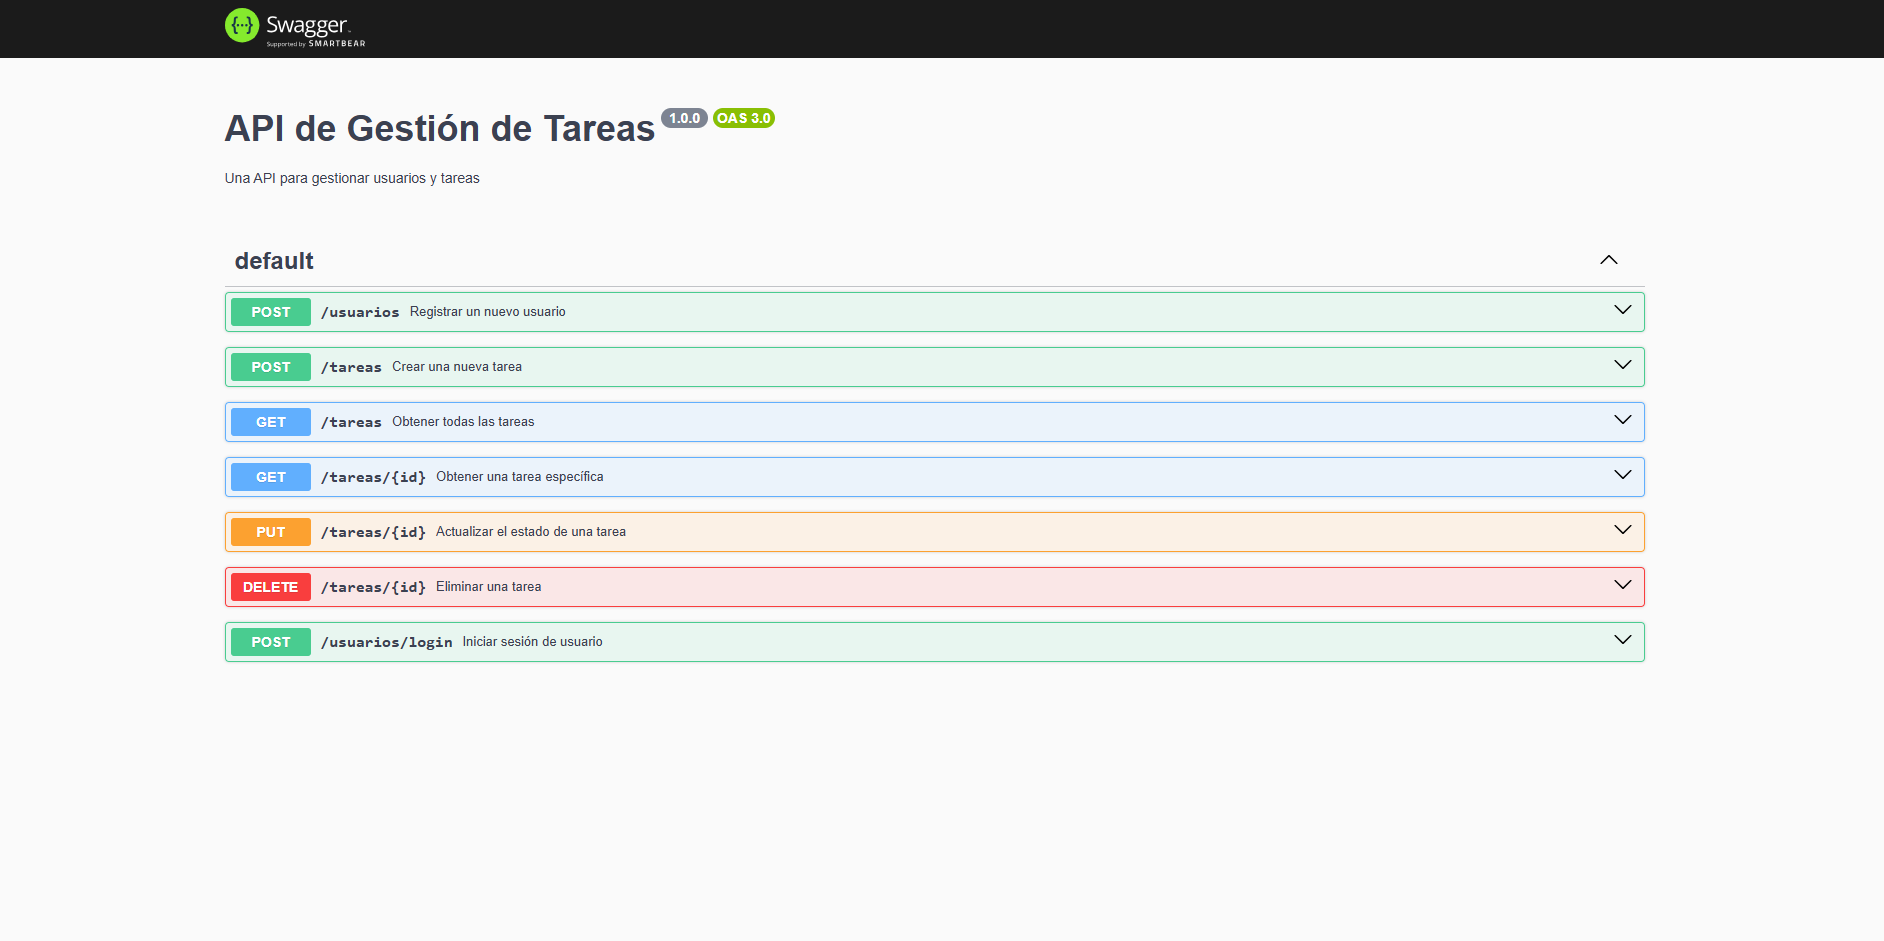 {···} Swagger
Supported by SMARTBEAR
API de Gestión de Tareas 1.0.0 OAS 3.0
Una API para gestionar usuarios y tareas
default
POST /usuarios Registrar un nuevo usuario
POST /tareas Crear una nueva tarea
GET /tareas Obtener todas las tareas
GET /tareas/{id} Obtener una tarea específica
PUT /tareas/{id} Actualizar el estado de una tarea
DELETE /tareas/{id} Eliminar una tarea
POST /usuarios/login Iniciar sesión de usuario